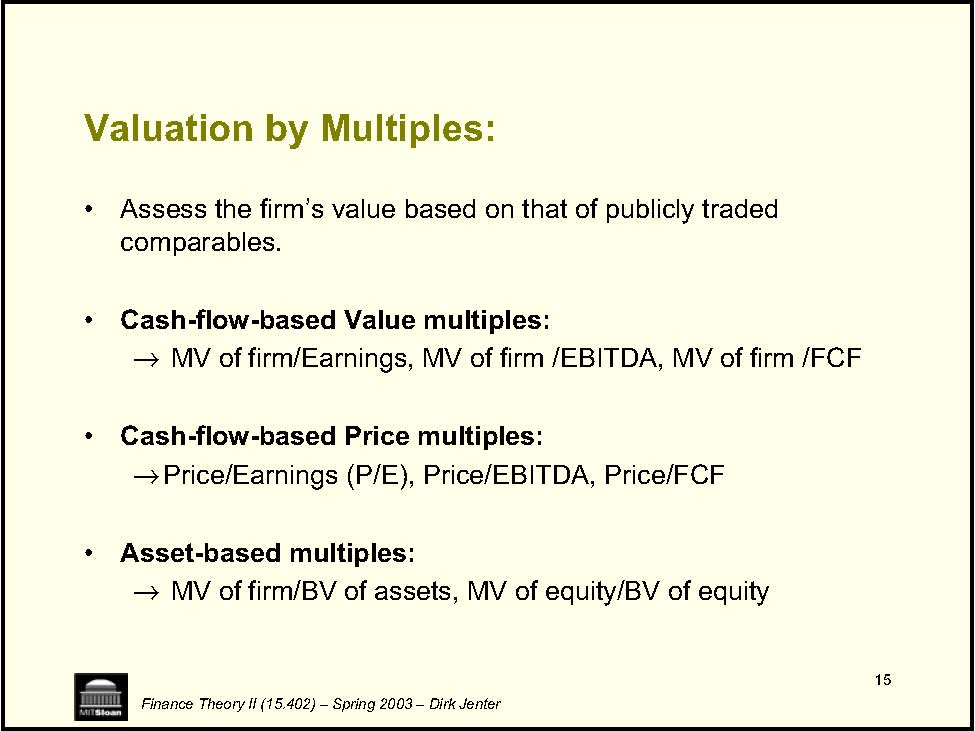 Valuation by Multiples:
• Assess the firm's value based on that of publicly traded
comparables.
• Cash-flow-based Value multiples:
→ MV of firm/Earnings, MV of firm /EBITDA, MV of firm /FCF
• Cash-flow-based Price multiples:
→Price/Earnings (P/E), Price/EBITDA, Price/FCF
• Asset-based multiples:
→ MV of firm/BV of assets, MV of equity/BV of equity
15
MITSloan
Finance Theory II (15.402) – Spring 2003 – Dirk Jenter